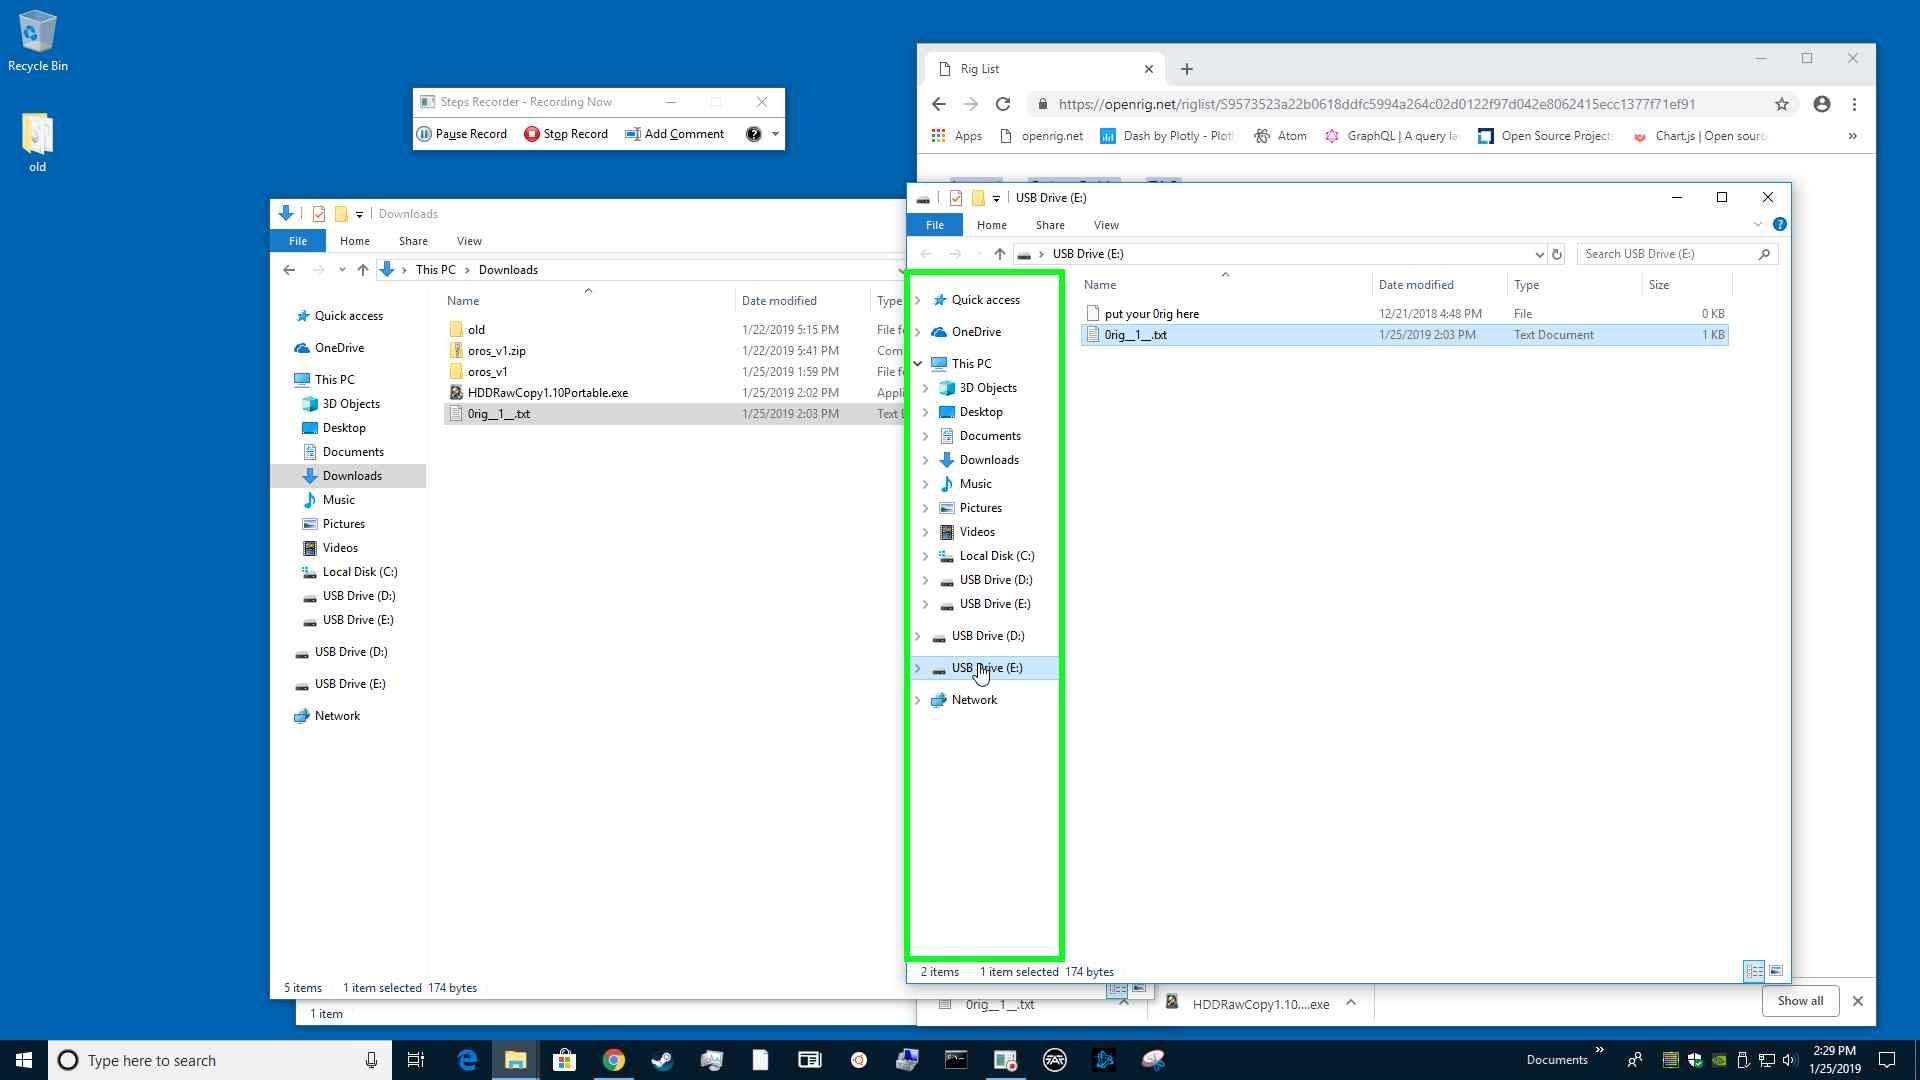 Recycle Bin
old
Steps Recorder - Recording Now
Pause Record Stop Record Add Comment
Rig List
https://openrig.net/riglist/S9573523a22b0618ddfc5994a264c02d0122f97d042e8062415ecc1377f71ef91
Apps openrig.net Dash by Plotly - Plotl Atom GraphQL | A query la Open Source Projects Chart.js | Open sourc »
Downloads
File Home Share View
This PC > Downloads
Name Date modified Type
Quick access
OneDrive
This PC
3D Objects
Desktop
Documents
Downloads
Music
Pictures
Videos
Local Disk (C:)
USB Drive (D:)
USB Drive (E:)
USB Drive (D:)
USB Drive (E:)
Network
old 1/22/2019 5:15 PM File fo
oros_v1.zip 1/22/2019 5:41 PM Com
oros_v1 1/25/2019 1:59 PM File fo
HDDRawCopy1.10Portable.exe 1/25/2019 2:02 PM Appli
0rig__1__.txt 1/25/2019 2:03 PM Text D
5 items 1 item selected 174 bytes
1 item
USB Drive (E:)
File Home Share View
USB Drive (E:) Search USB Drive (E:)
Name Date modified Type Size
put your 0rig here 12/21/2018 4:48 PM File 0 KB
0rig__1__.txt 1/25/2019 2:03 PM Text Document 1 KB
Quick access
OneDrive
This PC
3D Objects
Desktop
Documents
Downloads
Music
Pictures
Videos
Local Disk (C:)
USB Drive (D:)
USB Drive (E:)
USB Drive (D:)
USB Drive (E:)
Network
2 items 1 item selected 174 bytes
0rig__1__.txt HDDRawCopy1.10....exe Show all
Type here to search
Documents »
2:29 PM
1/25/2019